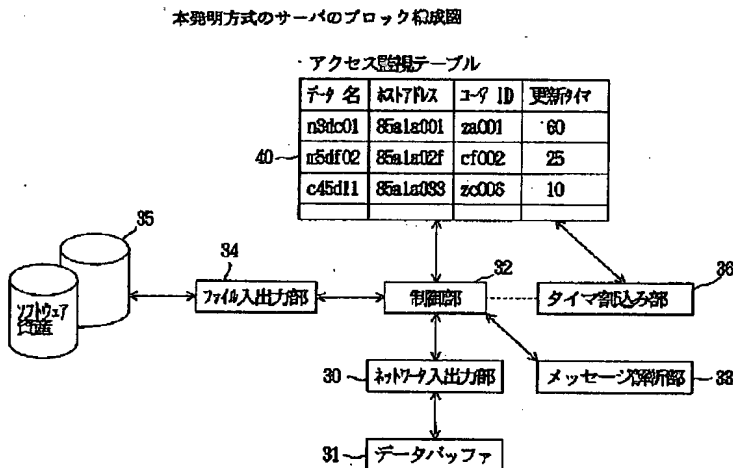 本発明方式のサーバのブロック構成図
アクセス監視テーブル
データ名 ホストアドレス ユーザID 更新タイマ
n3dc01 85a1a001 za001 60
m5df02 85a1a02f cf002 25
c45d11 85a1a033 zc006 10
40
35
34
32
36
ソフトウェア
資産
ファイル入出力部
制御部
タイマ割込み部
30
ネットワーク入出力部
メッセージ解析部
33
31
データバッファ